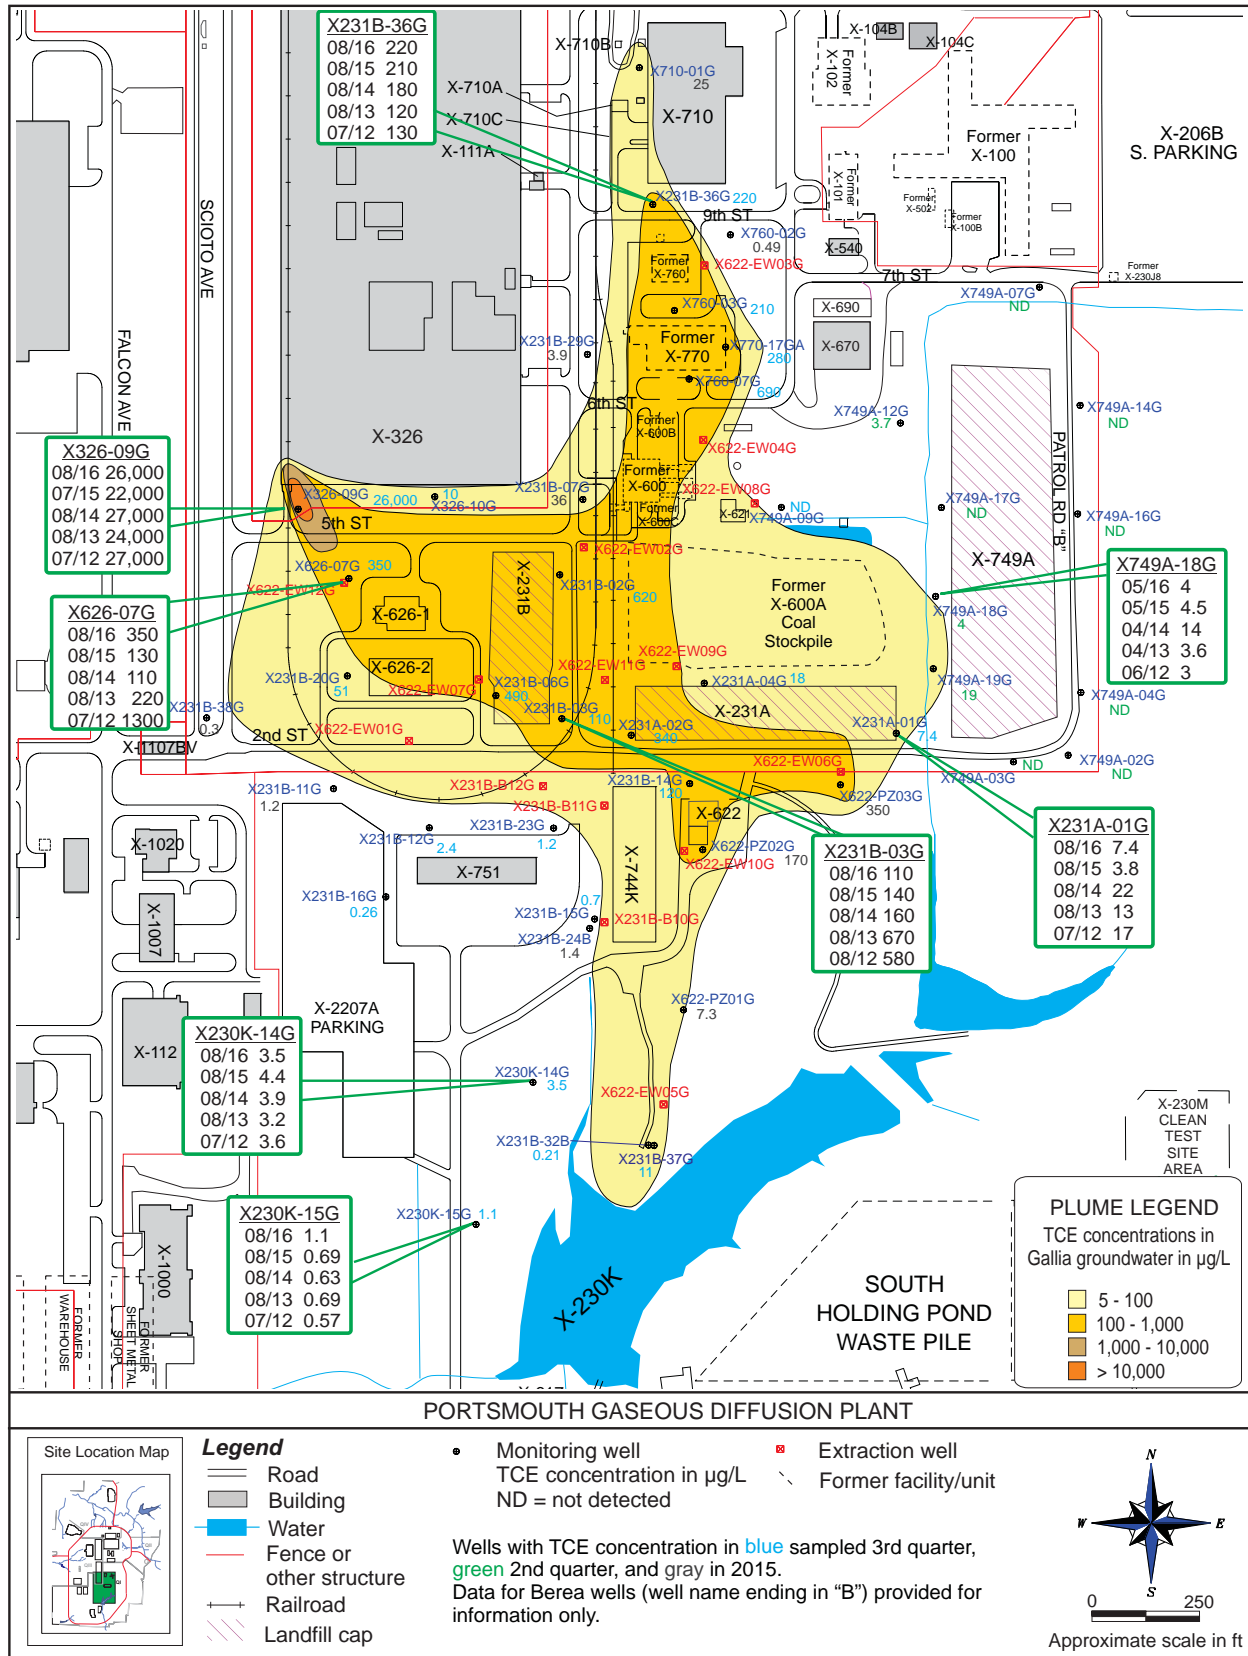 X231B-36G
08/16 220
08/15 210
08/14 180
08/13 120
07/12 130
X-710B
X710-01G
25
X-710A
X-710C
X-111A
X-710
X-104B
X-104C
Former
X-102
Former
X-100
X-206B
S. PARKING
Former
X-101
Former
X-502
Former
X-100B
X231B-36G 220
9th ST
X760-02G
0.49
X-540
7th ST
Former
X-230J8
SCIOTO AVE
FALCON AVE
X-326
Former
X-760
X622-EW03G
X760-03G
210
X-690
X-670
X749A-07G
ND
X231B-29G
3.9
Former
X-770
X770-17GA
280
X760-07G
690
6th ST
Former
X-600B
X622-EW04G
X749A-12G
3.7
X749A-14G
ND
PATROL RD "B"
X326-09G
08/16 26,000
07/15 22,000
08/14 27,000
08/13 24,000
07/12 27,000
X326-09G
26,000
10
X326-10G
X231B-07G
36
Former
X-600
Former
X-600C
X622-EW08G
X-621
ND
X749A-09G
X749A-17G
ND
X749A-16G
ND
5th ST
X-749A
X622-EW02G
X626-07G 350
X622-EW12G
X-231B
X231B-02G
620
Former
X-600A
Coal
Stockpile
X749A-18G
05/16 4
05/15 4.5
04/14 14
04/13 3.6
06/12 3
X749A-18G
4
X626-07G
08/16 350
08/15 130
08/14 110
08/13 220
07/12 1300
X-626-1
X-626-2
X231B-20G
51
X622-EW07G
X231B-06G
490
X622-EW11G
X622-EW09G
X231A-04G 18
X749A-19G
19
X749A-04G
ND
X231B-38G
0.3
X-1107BV
2nd ST
X622-EW01G
X231B-03G
110
X231A-02G
340
X-231A
X231A-01G
7.4
X749A-02G
ND
ND
X749A-03G
X622-EW06G
X231B-11G
1.2
X231B-B12G
X231B-B11G
X231B-14G
120
X622-PZ03G
350
X-622
X-1020
X231B-12G
2.4
X231B-23G
1.2
X-744K
X622-PZ02G
170
X622-EW10G
X-751
X231B-03G
08/16 110
08/15 140
08/14 160
08/13 670
08/12 580
X231A-01G
08/16 7.4
08/15 3.8
08/14 22
08/13 13
07/12 17
X-1007
X231B-16G
0.26
0.7
X231B-15G
X231B-B10G
X231B-24B
1.4
X-2207A
PARKING
X-112
X622-PZ01G
7.3
X230K-14G
08/16 3.5
08/15 4.4
08/14 3.9
08/13 3.2
07/12 3.6
X230K-14G
3.5
X622-EW05G
X231B-32B
0.21
X231B-37G
11
X-230M
CLEAN
TEST
SITE
AREA
X230K-15G
08/16 1.1
08/15 0.69
08/14 0.63
08/13 0.69
07/12 0.57
X230K-15G 1.1
X-1000
FORMER
WAREHOUSE
FORMER
SHEET METAL
SHOP
X-230K
SOUTH
HOLDING POND
WASTE PILE
PLUME LEGEND
TCE concentrations in
Gallia groundwater in µg/L
5 - 100
100 - 1,000
1,000 - 10,000
> 10,000
PORTSMOUTH GASEOUS DIFFUSION PLANT
Site Location Map
Legend
Road
Building
Water
Fence or
other structure
Railroad
Landfill cap
Monitoring well
TCE concentration in µg/L
ND = not detected
Extraction well
Former facility/unit
Wells with TCE concentration in blue sampled 3rd quarter,
green 2nd quarter, and gray in 2015.
Data for Berea wells (well name ending in “B”) provided for
information only.
N
W
E
S
0 250
Approximate scale in ft